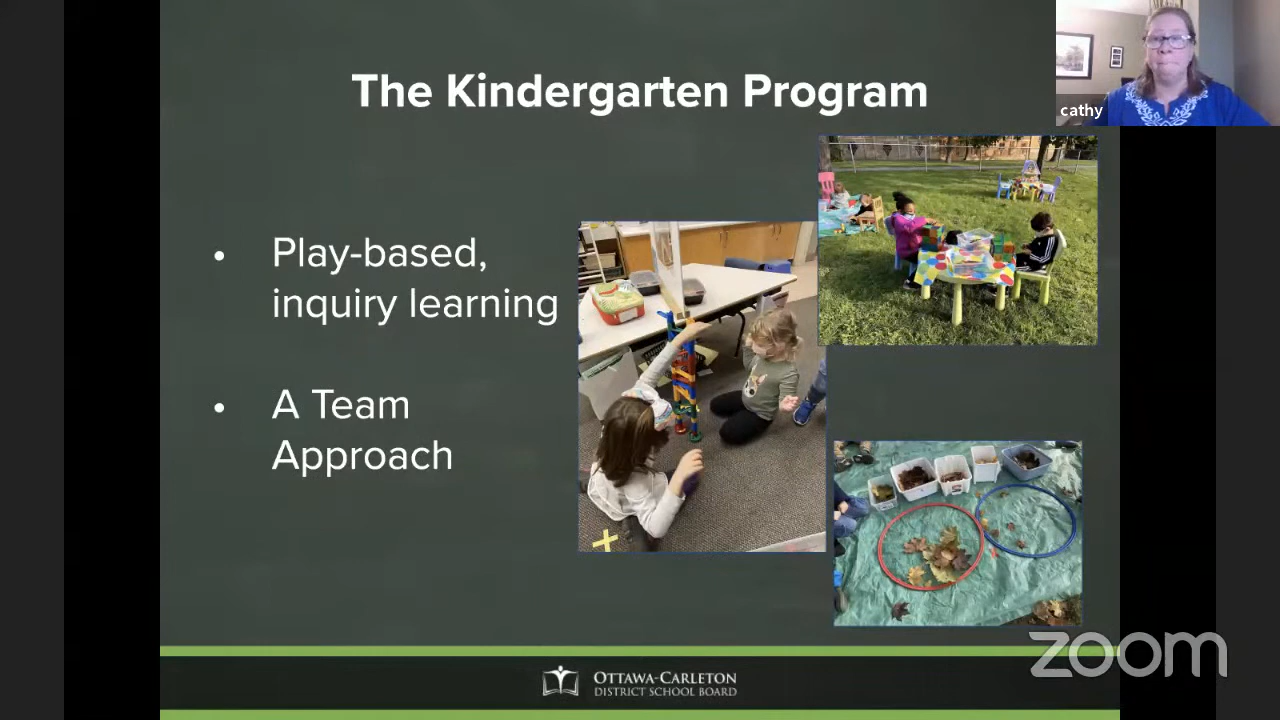 The Kindergarten Program
cathy
• Play-based,
inquiry learning
• A Team
Approach
OTTAWA-CARLETON
DISTRICT SCHOOL BOARD
zoom